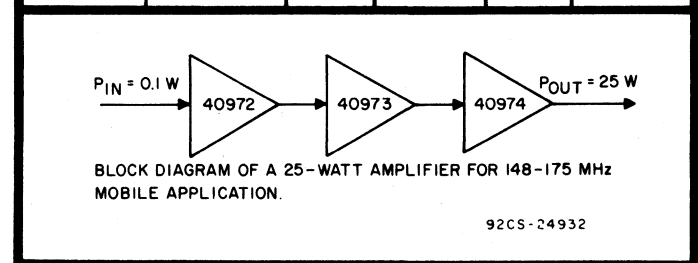 PIN = 0.1 W
40972
40973
40974
POUT = 25 W
BLOCK DIAGRAM OF A 25-WATT AMPLIFIER FOR 148-175 MHz
MOBILE APPLICATION.
92CS-24932